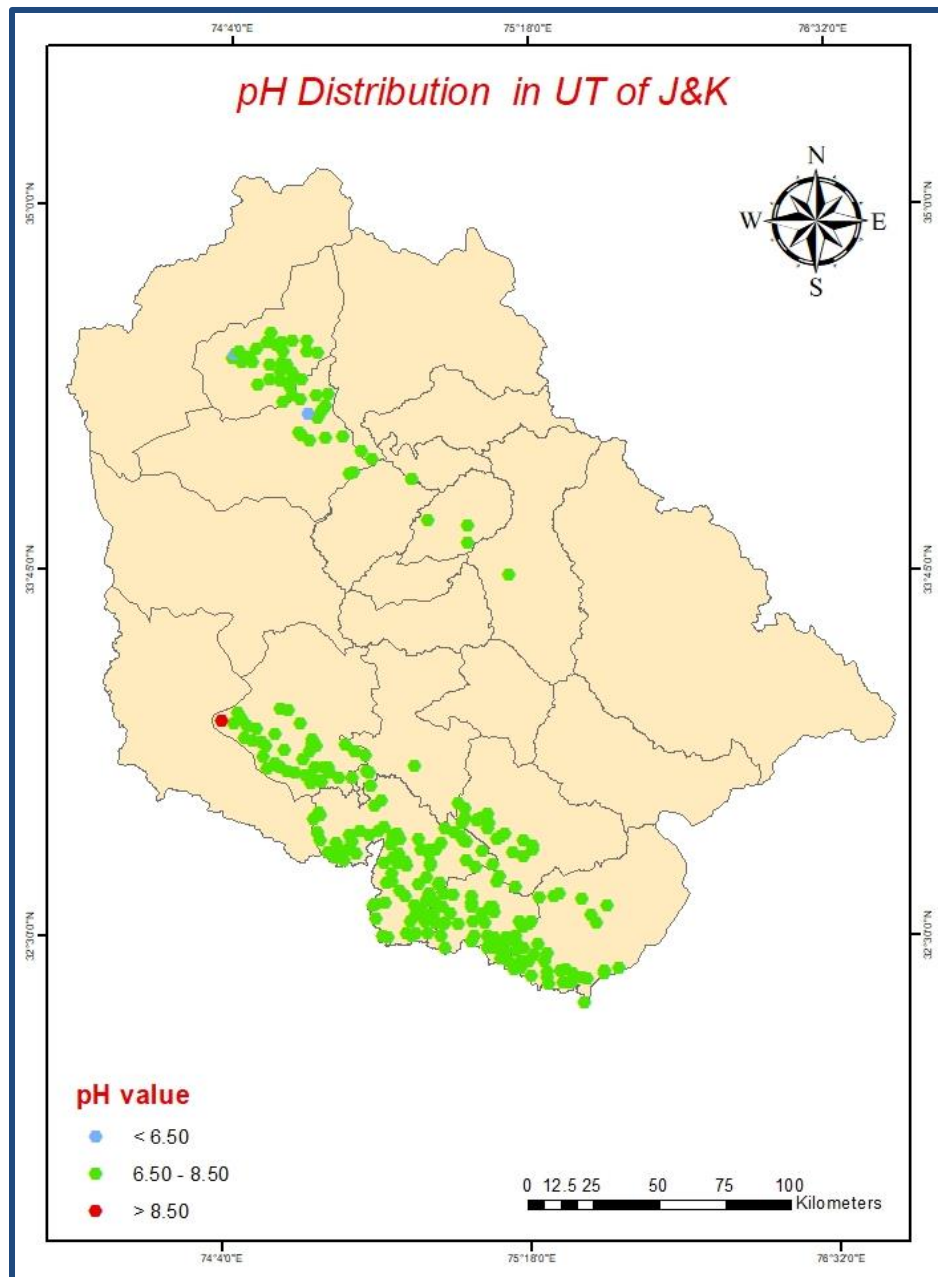 74°4'0"E 75°18'0"E 76°32'0"E
pH Distribution in UT of J&K
N
W E
S
35°0'0"N 35°0'0"N
33°45'0"N 33°45'0"N
32°30'0"N 32°30'0"N
pH value
< 6.50
6.50 - 8.50
> 8.50
0 12.5 25 50 75 100
Kilometers
74°4'0"E 75°18'0"E 76°32'0"E